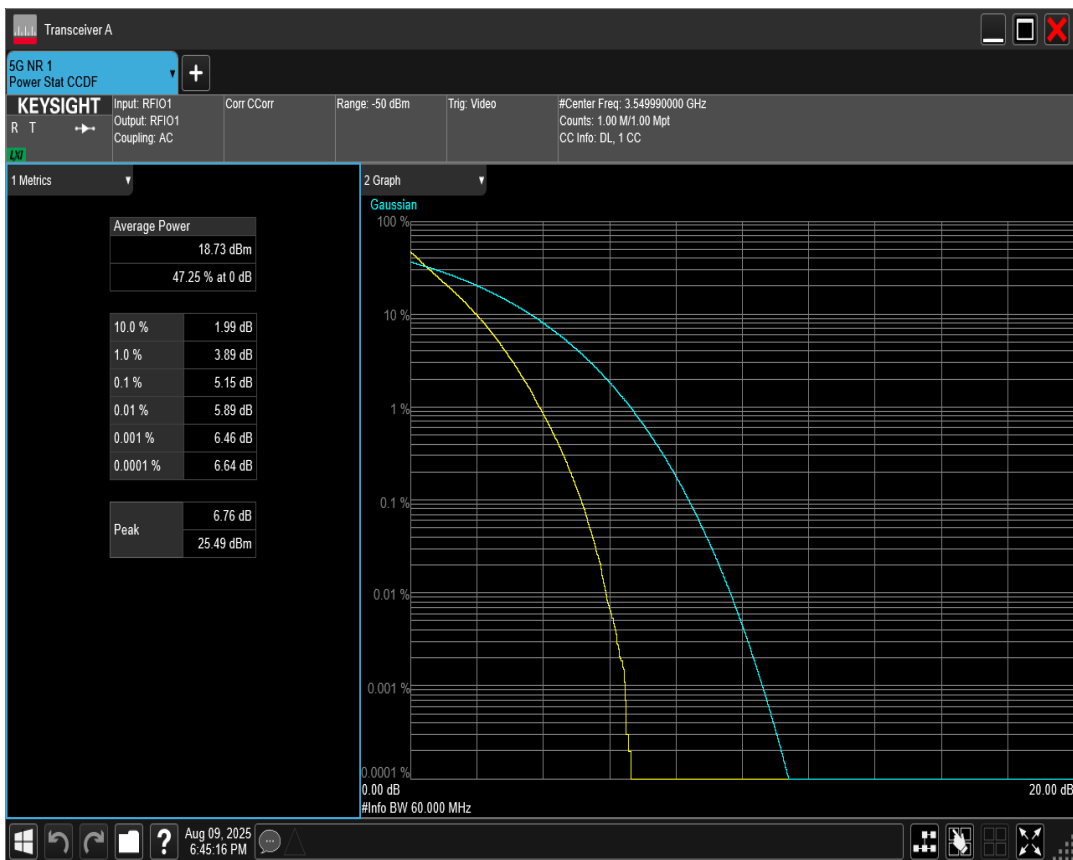 Transceiver A
5G NR 1
Power Stat CCDF
+
KEYSIGHT
R T
LXI
Input: RFIO1
Output: RFIO1
Coupling: AC
Corr CCorr
Range: -50 dBm
Trig: Video
#Center Freq: 3.549990000 GHz
Counts: 1.00 M/1.00 Mpt
CC Info: DL, 1 CC
1 Metrics
Average Power
18.73 dBm
47.25 % at 0 dB
10.0 % 1.99 dB
1.0 % 3.89 dB
0.1 % 5.15 dB
0.01 % 5.89 dB
0.001 % 6.46 dB
0.0001 % 6.64 dB
Peak
6.76 dB
25.49 dBm
2 Graph
Gaussian
100 %
10 %
1 %
0.1 %
0.01 %
0.001 %
0.0001 %
0.00 dB 20.00 dB
#Info BW 60.000 MHz
?
Aug 09, 2025
6:45:16 PM